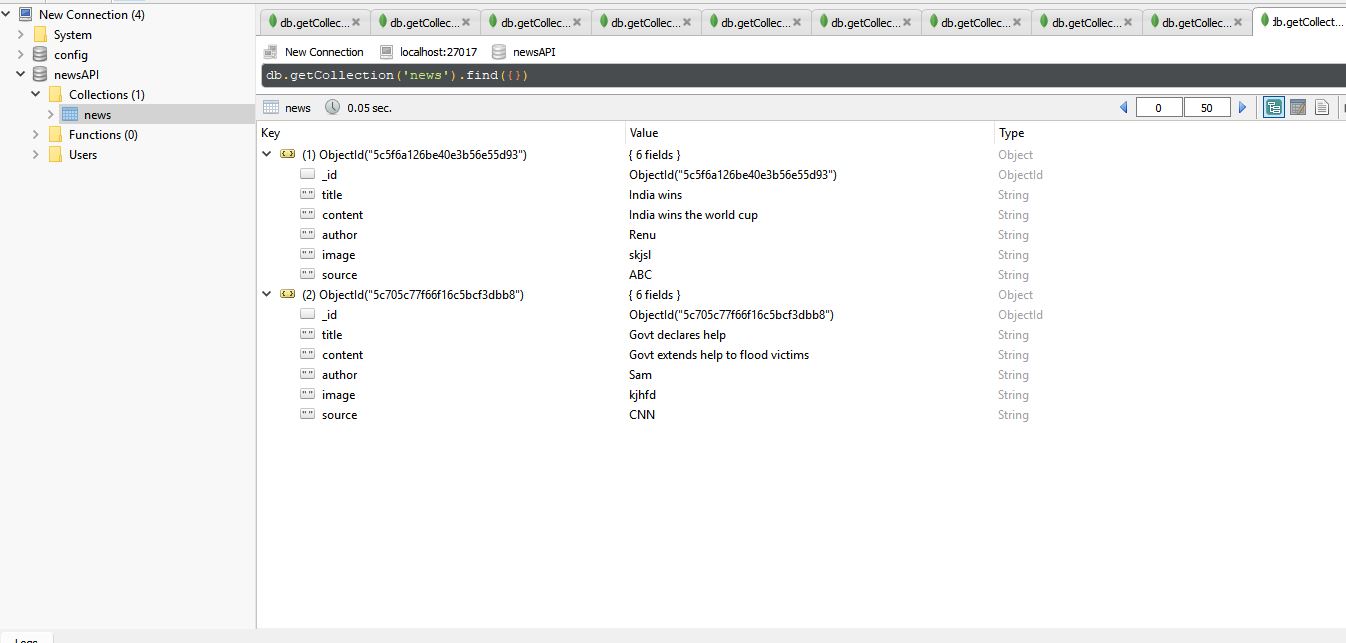 New Connection (4)
System
config
newsAPI
Collections (1)
news
Functions (0)
Users
db.getCollec... db.getCollec... db.getCollec... db.getCollec... db.getCollec... db.getCollec... db.getCollec... db.getCollec... db.getCollec... db.getCollect...
New Connection localhost:27017 newsAPI
db.getCollection('news').find({})
news 0.05 sec. 0 50
Key Value Type
(1) ObjectId("5c5f6a126be40e3b56e55d93") { 6 fields } Object
_id ObjectId("5c5f6a126be40e3b56e55d93") ObjectId
"" title India wins String
"" content India wins the world cup String
"" author Renu String
"" image skjsl String
"" source ABC String
(2) ObjectId("5c705c77f66f16c5bcf3dbb8") { 6 fields } Object
_id ObjectId("5c705c77f66f16c5bcf3dbb8") ObjectId
"" title Govt declares help String
"" content Govt extends help to flood victims String
"" author Sam String
"" image kjhfd String
"" source CNN String
Logs